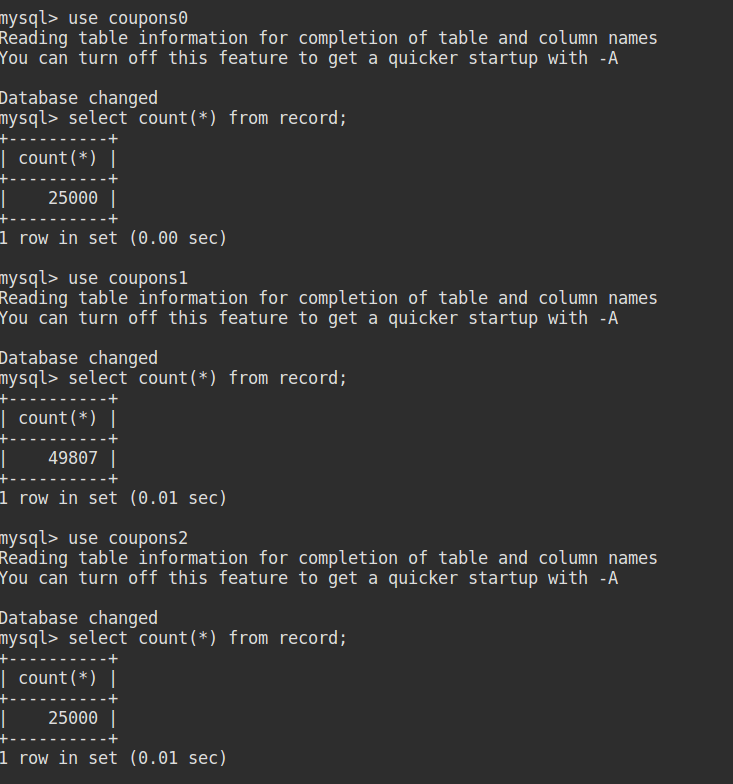 mysql> use coupons0
Reading table information for completion of table and column names
You can turn off this feature to get a quicker startup with -A
Database changed
mysql> select count(*) from record;
+----------+
| count(*) |
+----------+
|    25000 |
+----------+
1 row in set (0.00 sec)
mysql> use coupons1
Reading table information for completion of table and column names
You can turn off this feature to get a quicker startup with -A
Database changed
mysql> select count(*) from record;
+----------+
| count(*) |
+----------+
|    49807 |
+----------+
1 row in set (0.01 sec)
mysql> use coupons2
Reading table information for completion of table and column names
You can turn off this feature to get a quicker startup with -A
Database changed
mysql> select count(*) from record;
+----------+
| count(*) |
+----------+
|    25000 |
+----------+
1 row in set (0.01 sec)